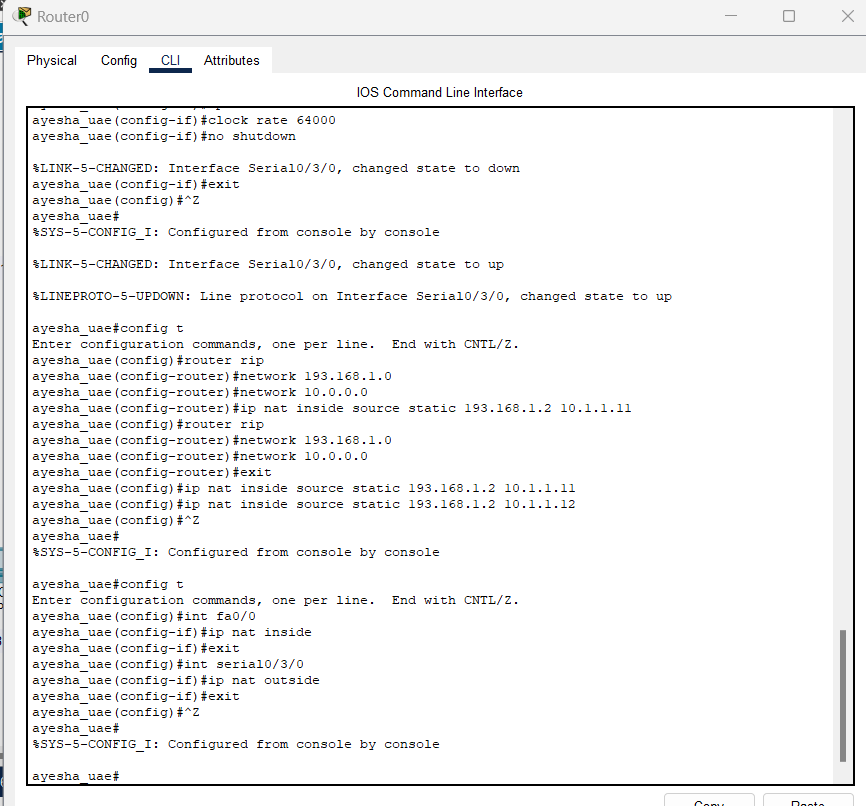 Router0
Physical Config CLI Attributes
IOS Command Line Interface
ayesha_uae(config-if)#clock rate 64000
ayesha_uae(config-if)#no shutdown
%LINK-5-CHANGED: Interface Serial0/3/0, changed state to down
ayesha_uae(config-if)#exit
ayesha_uae(config)#^Z
ayesha_uae#
%SYS-5-CONFIG_I: Configured from console by console
%LINK-5-CHANGED: Interface Serial0/3/0, changed state to up
%LINEPROTO-5-UPDOWN: Line protocol on Interface Serial0/3/0, changed state to up
ayesha_uae#config t
Enter configuration commands, one per line.  End with CNTL/Z.
ayesha_uae(config)#router rip
ayesha_uae(config-router)#network 193.168.1.0
ayesha_uae(config-router)#network 10.0.0.0
ayesha_uae(config-router)#ip nat inside source static 193.168.1.2 10.1.1.11
ayesha_uae(config)#router rip
ayesha_uae(config-router)#network 193.168.1.0
ayesha_uae(config-router)#network 10.0.0.0
ayesha_uae(config-router)#exit
ayesha_uae(config)#ip nat inside source static 193.168.1.2 10.1.1.11
ayesha_uae(config)#ip nat inside source static 193.168.1.2 10.1.1.12
ayesha_uae(config)#^Z
ayesha_uae#
%SYS-5-CONFIG_I: Configured from console by console
ayesha_uae#config t
Enter configuration commands, one per line.  End with CNTL/Z.
ayesha_uae(config)#int fa0/0
ayesha_uae(config-if)#ip nat inside
ayesha_uae(config-if)#exit
ayesha_uae(config)#int serial0/3/0
ayesha_uae(config-if)#ip nat outside
ayesha_uae(config-if)#exit
ayesha_uae(config)#^Z
ayesha_uae#
%SYS-5-CONFIG_I: Configured from console by console
ayesha_uae#
Copy Paste